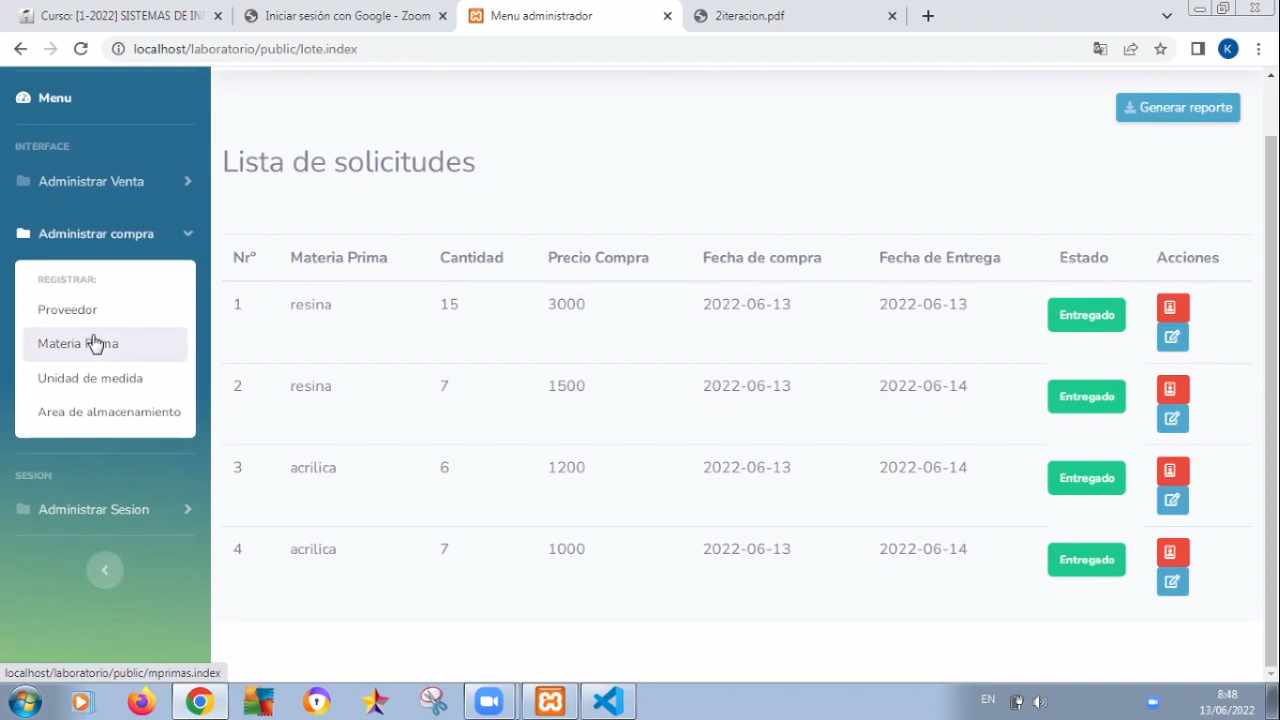 Curso: [1-2022] SISTEMAS DE INF
Iniciar sesión con Google - Zoom
Menu administrador
2iteracion.pdf
localhost/laboratorio/public/lote.index
K
Menu
Generar reporte
INTERFACE
Lista de solicitudes
Administrar Venta
Administrar compra
Nr° Materia Prima Cantidad Precio Compra Fecha de compra Fecha de Entrega Estado Acciones
REGISTRAR:
Proveedor
Materia Prima
Unidad de medida
Area de almacenamiento
1 resina 15 3000 2022-06-13 2022-06-13 Entregado
2 resina 7 1500 2022-06-13 2022-06-14 Entregado
3 acrilica 6 1200 2022-06-13 2022-06-14 Entregado
4 acrilica 7 1000 2022-06-13 2022-06-14 Entregado
SESION
Administrar Sesion
localhost/laboratorio/public/mprimas.index
EN
8:48
13/06/2022